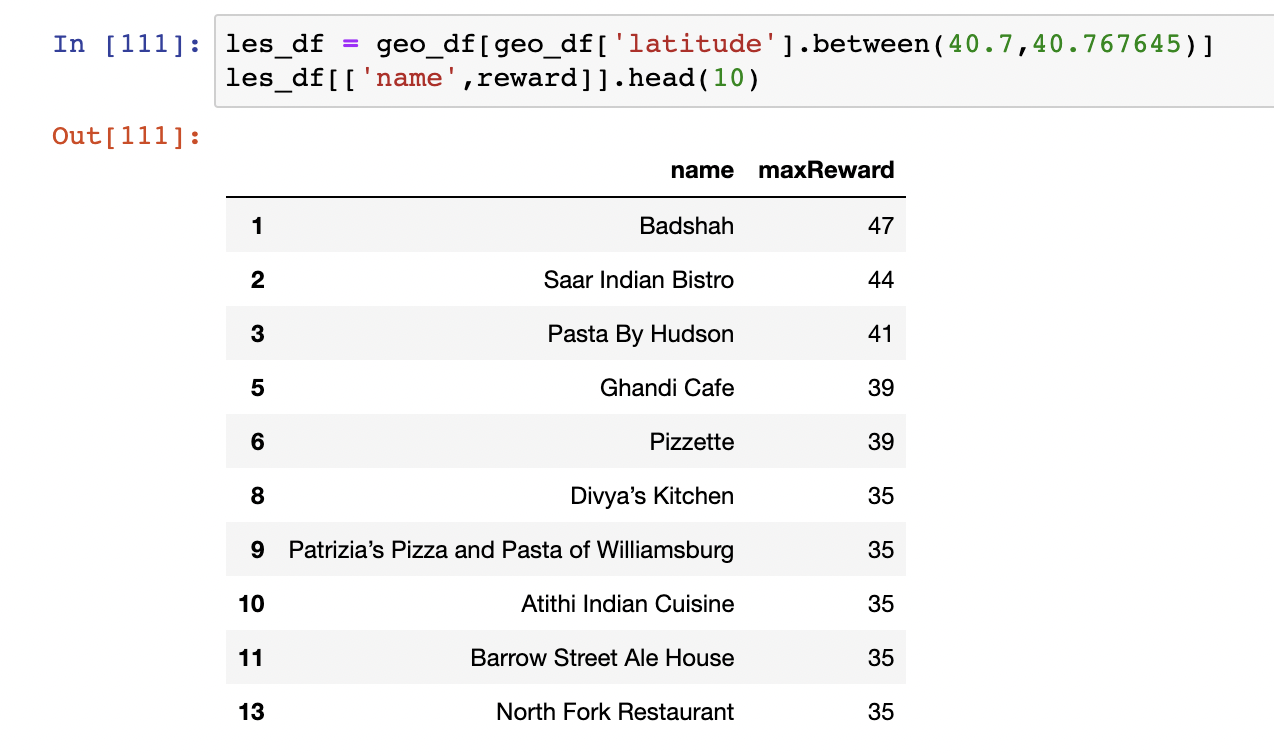 In [111]: les_df = geo_df[geo_df['latitude'].between(40.7,40.767645)]
les_df[['name',reward]].head(10)
Out[111]:
name maxReward
1 Badshah 47
2 Saar Indian Bistro 44
3 Pasta By Hudson 41
5 Ghandi Cafe 39
6 Pizzette 39
8 Divya’s Kitchen 35
9 Patrizia’s Pizza and Pasta of Williamsburg 35
10 Atithi Indian Cuisine 35
11 Barrow Street Ale House 35
13 North Fork Restaurant 35